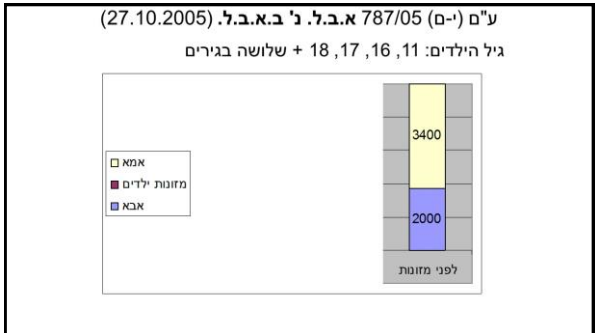 ע"ם (י-ם) 787/05 א.ב.ל. נ' ב.א.ב.ל. (27.10.2005)
גיל הילדים: 11, 16, 17, 18 + שלושה בגירים
3400
2000
לפני מזונות
אמא
מזונות ילדים
אבא